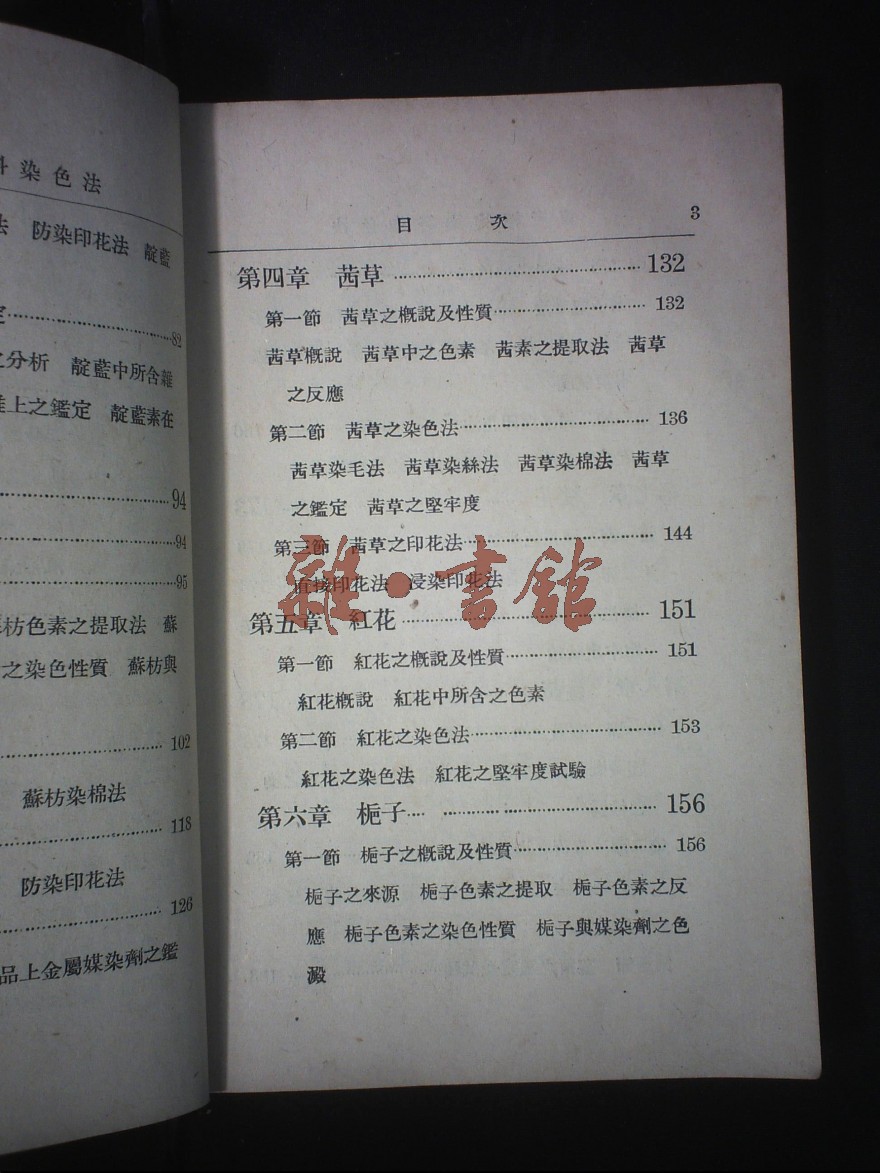 染色法
防染印花法 靛藍
82
之分析 靛藍中所含雜
維上之鑑定 靛藍素在
94
94
95
蘇枋色素之提取法 蘇
之染色性質 蘇枋與
102
蘇枋染棉法
118
防染印花法
126
品上金屬媒染劑之鑑
目 次 3
第四章 茜草………………………………132
第一節 茜草之概說及性質……………………132
茜草概說 茜草中之色素 茜素之提取法 茜草
之反應
第二節 茜草之染色法…………………………136
茜草染毛法 茜草染絲法 茜草染棉法 茜草
之鑑定 茜草之堅牢度
第三節 茜草之印花法…………………………144
直接印花法 浸染印花法
第五章 紅花………………………………151
第一節 紅花之概說及性質……………………151
紅花概說 紅花中所含之色素
第二節 紅花之染色法…………………………153
紅花之染色法 紅花之堅牢度試驗
第六章 梔子………………………………156
第一節 梔子之概說及性質……………………156
梔子之來源 梔子色素之提取 梔子色素之反
應 梔子色素之染色性質 梔子與媒染劑之色
澱
雜·書館